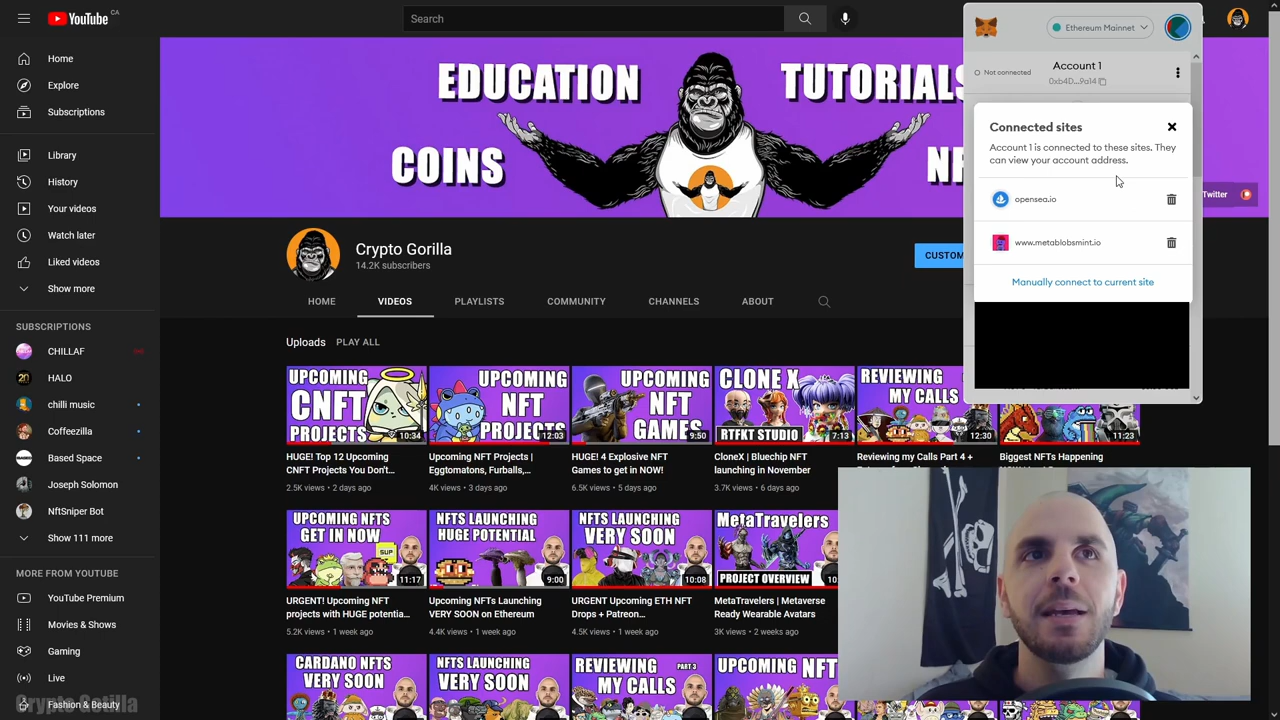 YouTube CA
Search
Home
Explore
Subscriptions
Library
History
Your videos
Watch later
Liked videos
Show more
SUBSCRIPTIONS
CHILLAF
HALO
chilli music
Coffeezilla
Based Space
Joseph Solomon
NftSniper Bot
Show 111 more
MORE FROM YOUTUBE
YouTube Premium
Movies & Shows
Gaming
Live
Fashion & Beauty
Crypto Gorilla
EDUCATION
TUTORIALS
COINS
Twitter
Crypto Gorilla
14.2K subscribers
HOME
VIDEOS
PLAYLISTS
COMMUNITY
CHANNELS
ABOUT
Uploads
PLAY ALL
UPCOMING
CNFT
PROJECTS
10:34
HUGE! Top 12 Upcoming
CNFT Projects You Don't...
2.5K views • 2 days ago
UPCOMING
NFT
PROJECTS
12:03
Upcoming NFT Projects |
Eggtomatons, Furballs,...
4K views • 3 days ago
UPCOMING
NFT
GAMES
9:50
HUGE! 4 Explosive NFT
Games to get in NOW!
6.5K views • 5 days ago
CLONE X
RTFKT STUDIO
7:13
CloneX | Bluechip NFT
launching in November
3.7K views • 6 days ago
REVIEWING
MY CALLS
12:30
Reviewing my Calls Part 4 +
11:23
Biggest NFTs Happening
UPCOMING NFTS
GET IN NOW
SUP
11:17
URGENT! Upcoming NFT
projects with HUGE potentia...
5.2K views • 1 week ago
NFTS LAUNCHING
VERY SOON
9:00
Upcoming NFTs Launching
VERY SOON on Ethereum
4.4K views • 1 week ago
NFTS LAUNCHING
VERY SOON
10:08
URGENT Upcoming ETH NFT
Drops + Patreon...
4.5K views • 1 week ago
MetaTravelers
PROJECT OVERVIEW
MetaTravelers | Metaverse
Ready Wearable Avatars
3K views • 2 weeks ago
CARDANO NFTS
VERY SOON
NFTS LAUNCHING
VERY SOON
REVIEWING
PART 3
MY CALLS
UPCOMING
Ethereum Mainnet
Not connected
Account 1
0xb4D...9a14
Connected sites
Account 1 is connected to these sites. They
can view your account address.
opensea.io
www.metablobsmint.io
Manually connect to current site